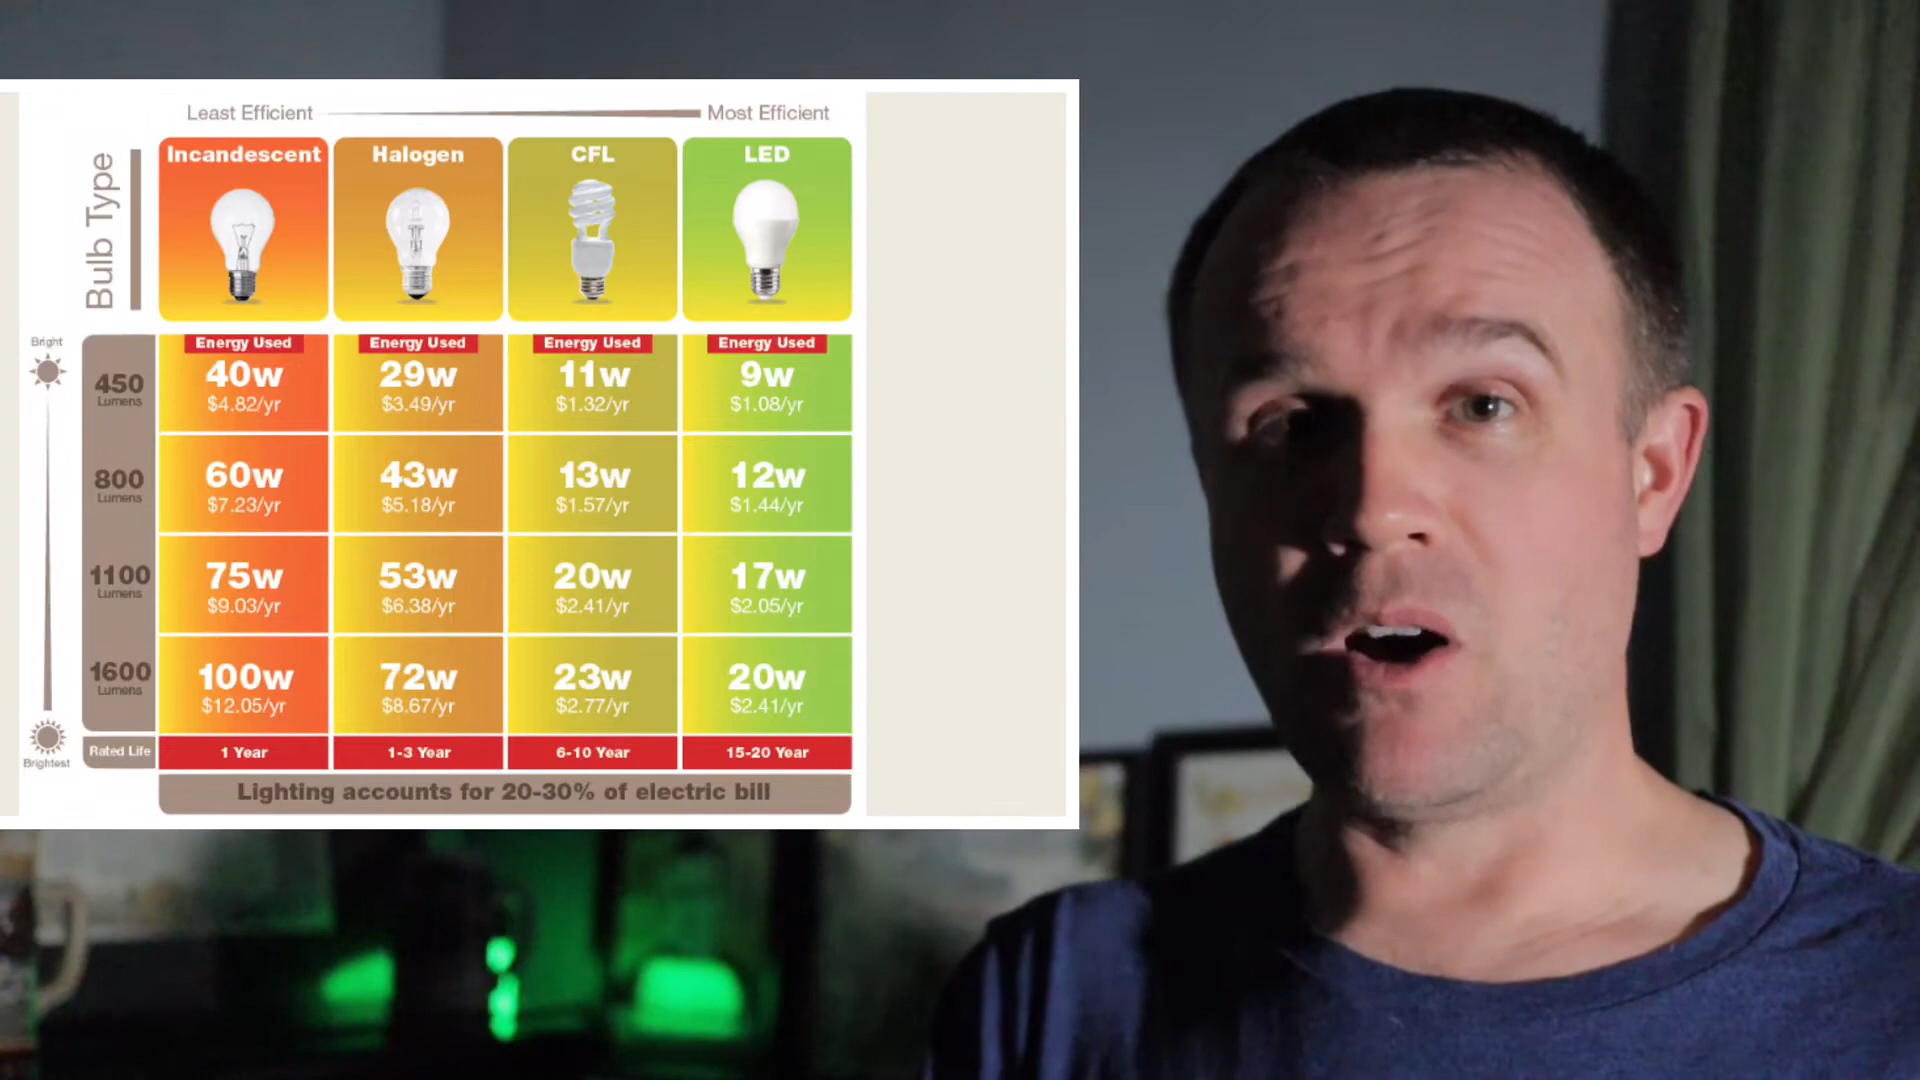 Least Efficient Most Efficient
Bulb Type
Incandescent Halogen CFL LED
Bright
Energy Used Energy Used Energy Used Energy Used
450 Lumens 40w 29w 11w 9w
$4.82/yr $3.49/yr $1.32/yr $1.08/yr
800 Lumens 60w 43w 13w 12w
$7.23/yr $5.18/yr $1.57/yr $1.44/yr
1100 Lumens 75w 53w 20w 17w
$9.03/yr $6.38/yr $2.41/yr $2.05/yr
1600 Lumens 100w 72w 23w 20w
$12.05/yr $8.67/yr $2.77/yr $2.41/yr
Brightest
Rated Life 1 Year 1-3 Year 6-10 Year 15-20 Year
Lighting accounts for 20-30% of electric bill